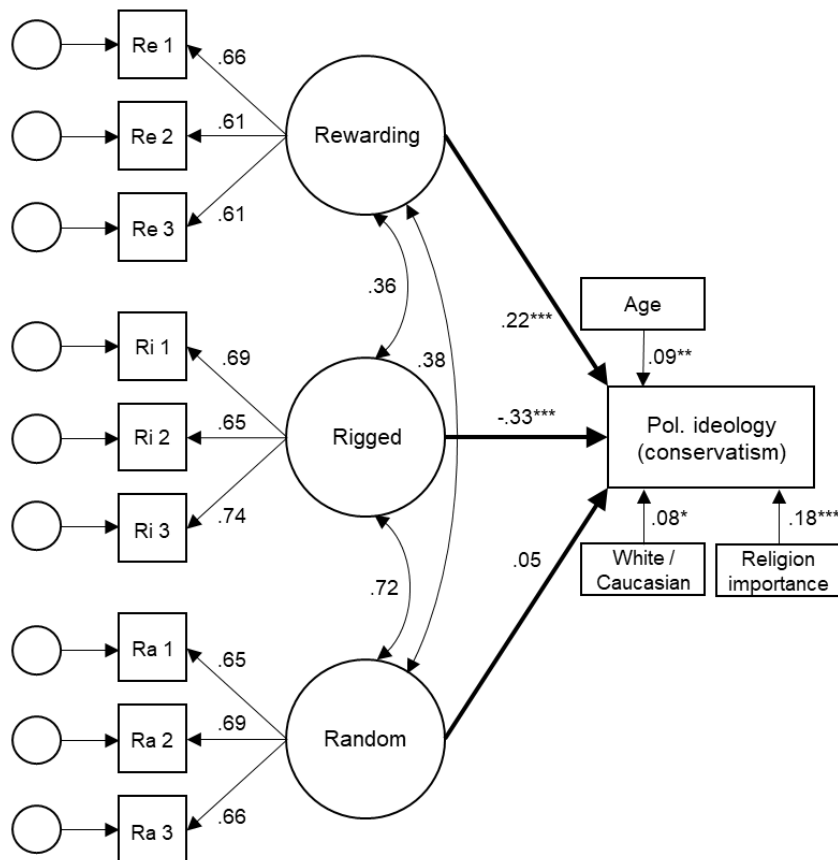 Re 1
.66
Re 2
.61
Rewarding
Re 3
.61
.36
Age
.22***
.09**
Ri 1
.69
.38
Ri 2
.65
Rigged
-.33***
Pol. ideology
(conservatism)
Ri 3
.74
.08*
.18***
White /
Caucasian
Religion
importance
.05
.72
Ra 1
.65
Ra 2
.69
Random
Ra 3
.66